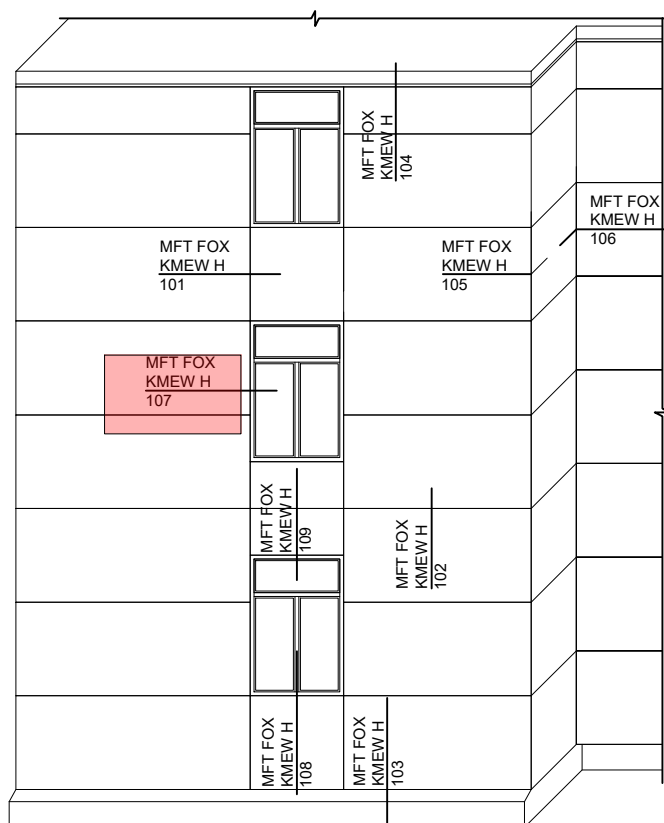 MFT FOX
KMEW H
104
MFT FOX
KMEW H
106
MFT FOX
KMEW H
101
MFT FOX
KMEW H
105
MFT FOX
KMEW H
107
MFT FOX
KMEW H
109
MFT FOX
KMEW H
102
MFT FOX
KMEW H
108
MFT FOX
KMEW H
103